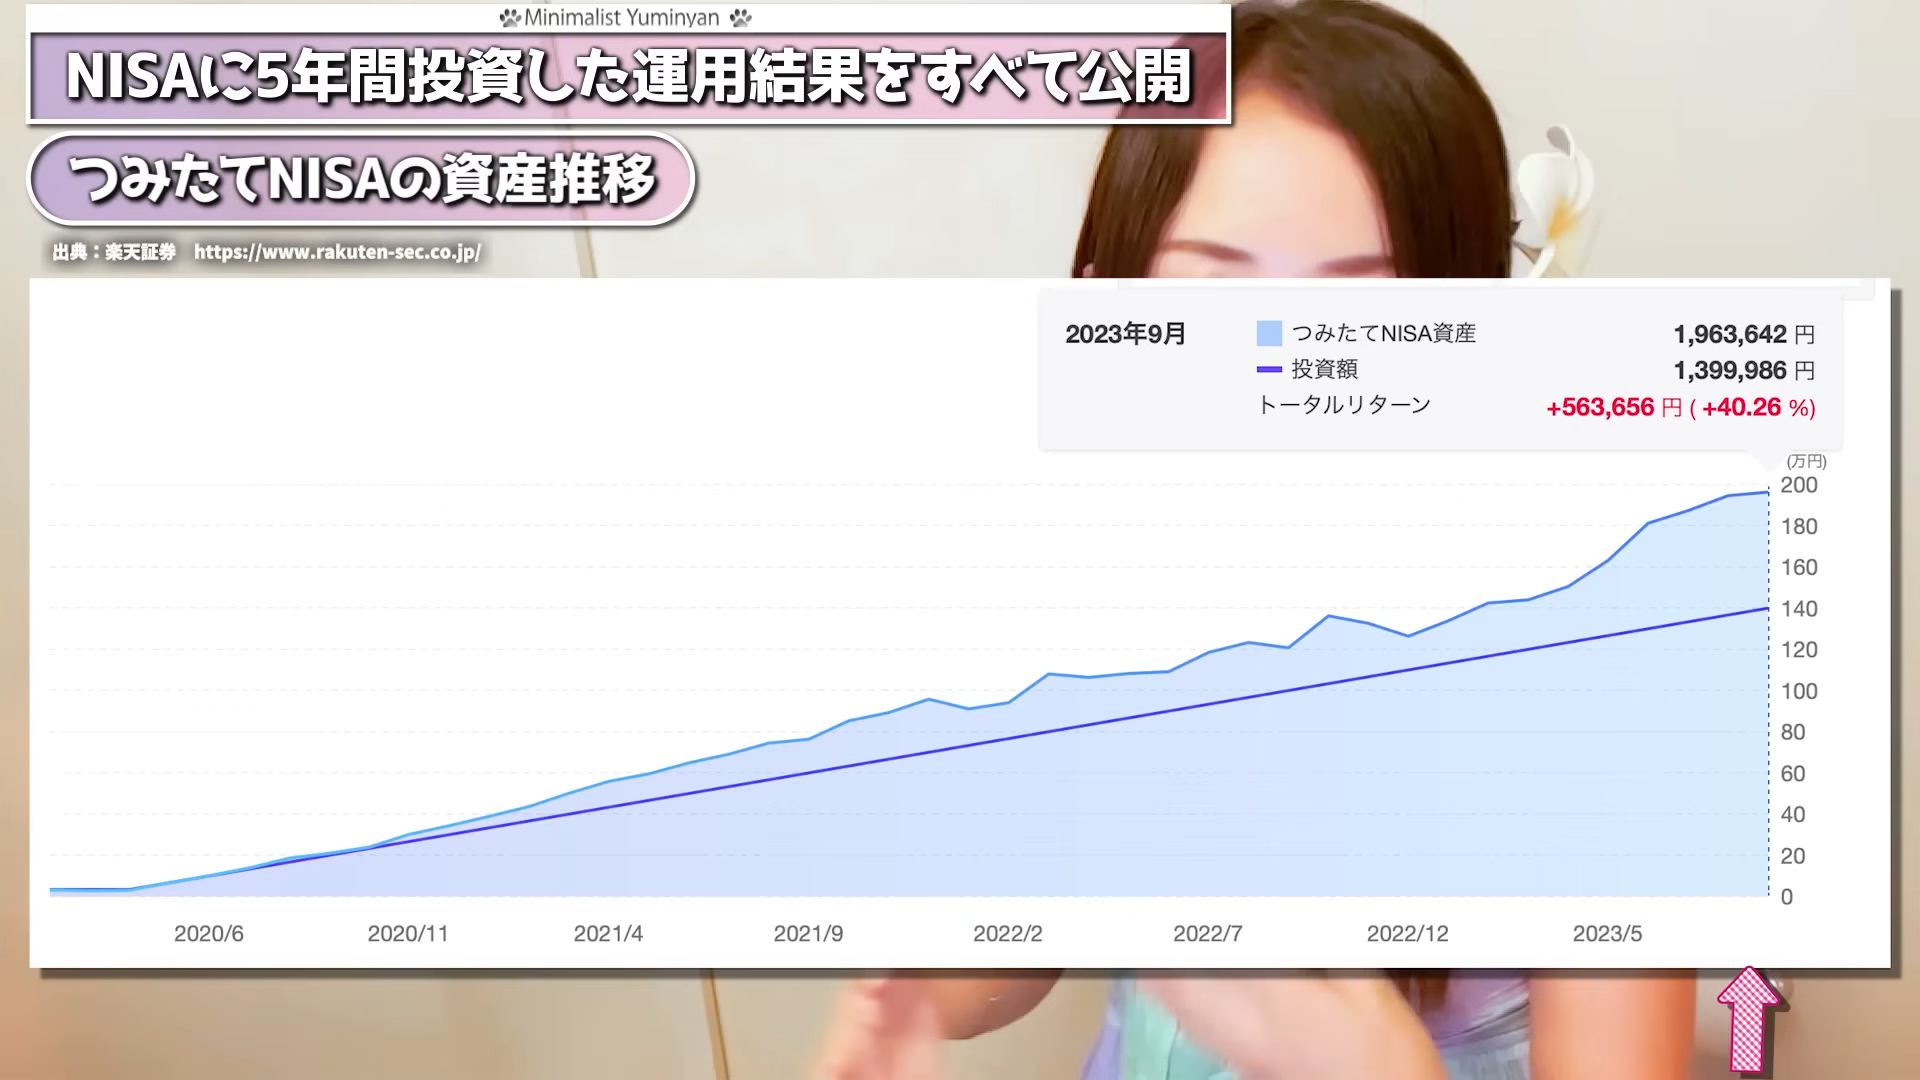 Minimalist Yuminyan
NISAに5年間投資した運用結果をすべて公開
つみたてNISAの資産推移
出典：楽天証券 https://www.rakuten-sec.co.jp/
2023年9月 つみたてNISA資産 1,963,642 円
投資額 1,399,986 円
トータルリターン +563,656 円 ( +40.26 %)
(万円)
200
180
160
140
120
100
80
60
40
20
0
2020/6 2020/11 2021/4 2021/9 2022/2 2022/7 2022/12 2023/5